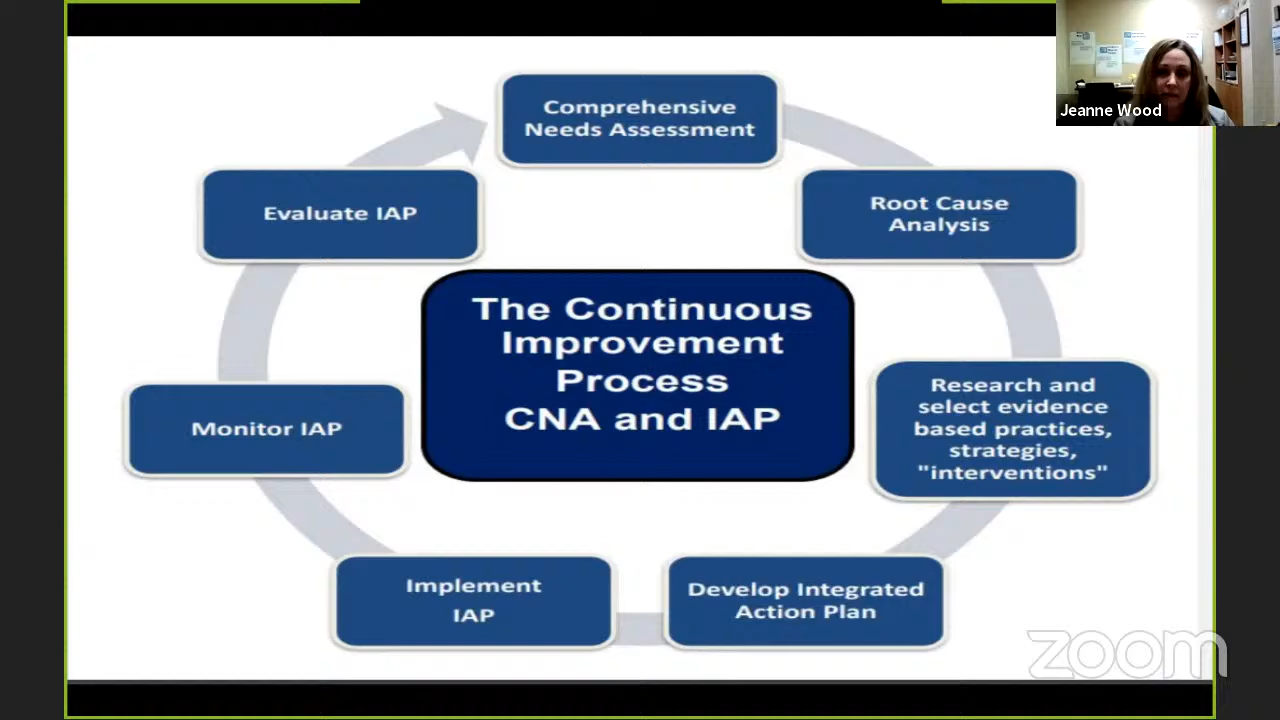 Comprehensive
Needs Assessment
Jeanne Wood
Root Cause
Analysis
Evaluate IAP
The Continuous
Improvement
Process
CNA and IAP
Research and
select evidence
based practices,
strategies,
"interventions"
Monitor IAP
Develop Integrated
Action Plan
Implement
IAP
zoom